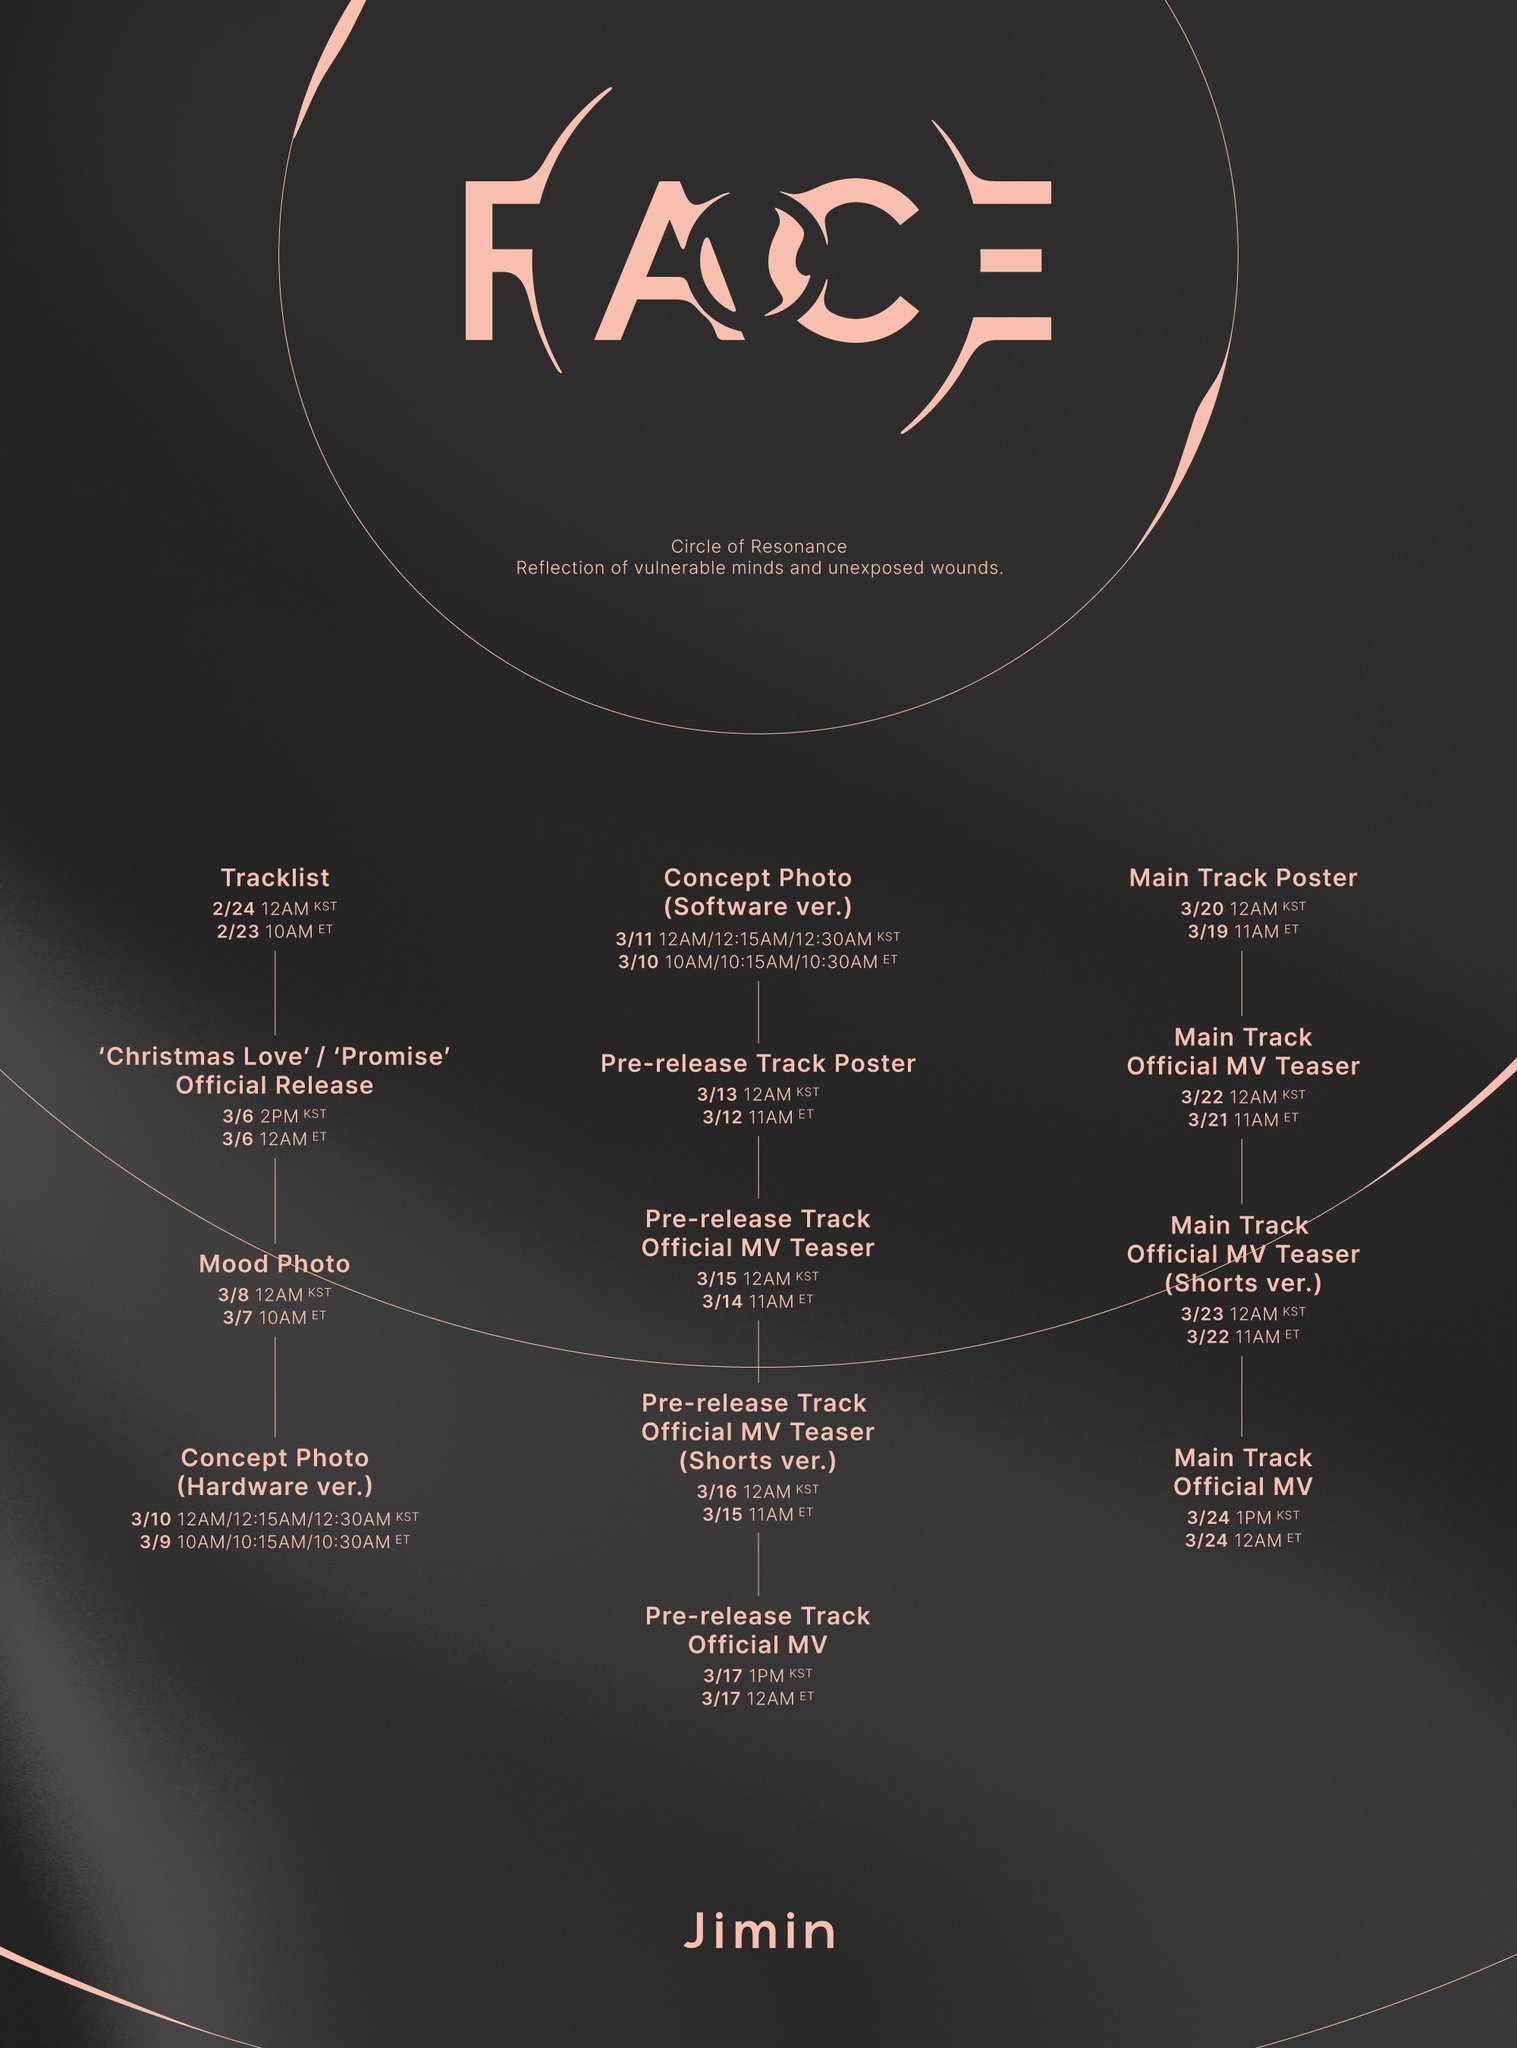 FACE
Circle of Resonance
Reflection of vulnerable minds and unexposed wounds.
Tracklist
2/24 12AM KST
2/23 10AM ET
‘Christmas Love’ / ‘Promise’
Official Release
3/6 2PM KST
3/6 12AM ET
Mood Photo
3/8 12AM KST
3/7 10AM ET
Concept Photo
(Hardware ver.)
3/10 12AM/12:15AM/12:30AM KST
3/9 10AM/10:15AM/10:30AM ET
Concept Photo
(Software ver.)
3/11 12AM/12:15AM/12:30AM KST
3/10 10AM/10:15AM/10:30AM ET
Pre-release Track Poster
3/13 12AM KST
3/12 11AM ET
Pre-release Track
Official MV Teaser
3/15 12AM KST
3/14 11AM ET
Pre-release Track
Official MV Teaser
(Shorts ver.)
3/16 12AM KST
3/15 11AM ET
Pre-release Track
Official MV
3/17 1PM KST
3/17 12AM ET
Main Track Poster
3/20 12AM KST
3/19 11AM ET
Main Track
Official MV Teaser
3/22 12AM KST
3/21 11AM ET
Main Track
Official MV Teaser
(Shorts ver.)
3/23 12AM KST
3/22 11AM ET
Main Track
Official MV
3/24 1PM KST
3/24 12AM ET
Jimin